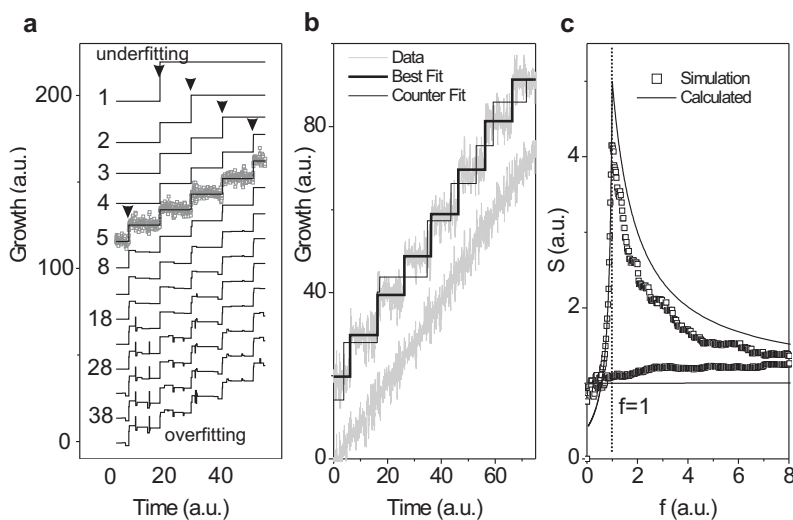 a
underfitting
200
1
2
3
4
5
100
8
18
28
38
overfitting
0
0 20 40
Time (a.u.)
Growth (a.u.)
b
Data
Best Fit
Counter Fit
80
40
0
0 20 40 60
Time (a.u.)
Growth (a.u.)
c
Simulation
Calculated
4
2
0
f=1
0 2 4 6 8
f (a.u.)
S (a.u.)